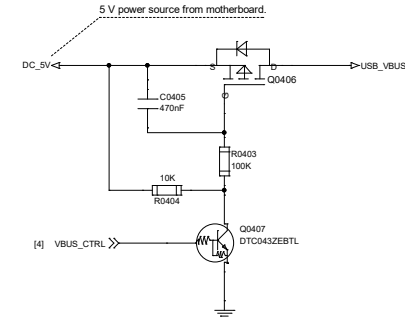 5 V power source from motherboard.
DC_5V
S
D
USB_VBUS
Q0406
G
C0405
470nF
R0403
100K
10K
R0404
Q0407
DTC043ZEBTL
[4] VBUS_CTRL